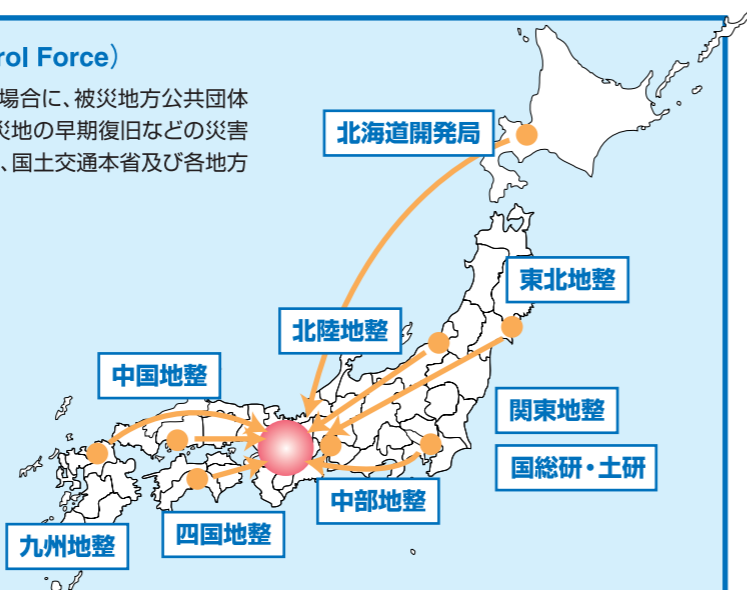 rol Force）
場合に、被災地方公共団体
災地の早期復旧などの災害
、国土交通本省及び各地方
北海道開発局
東北地整
北陸地整
中国地整
関東地整
国総研・土研
中部地整
四国地整
九州地整